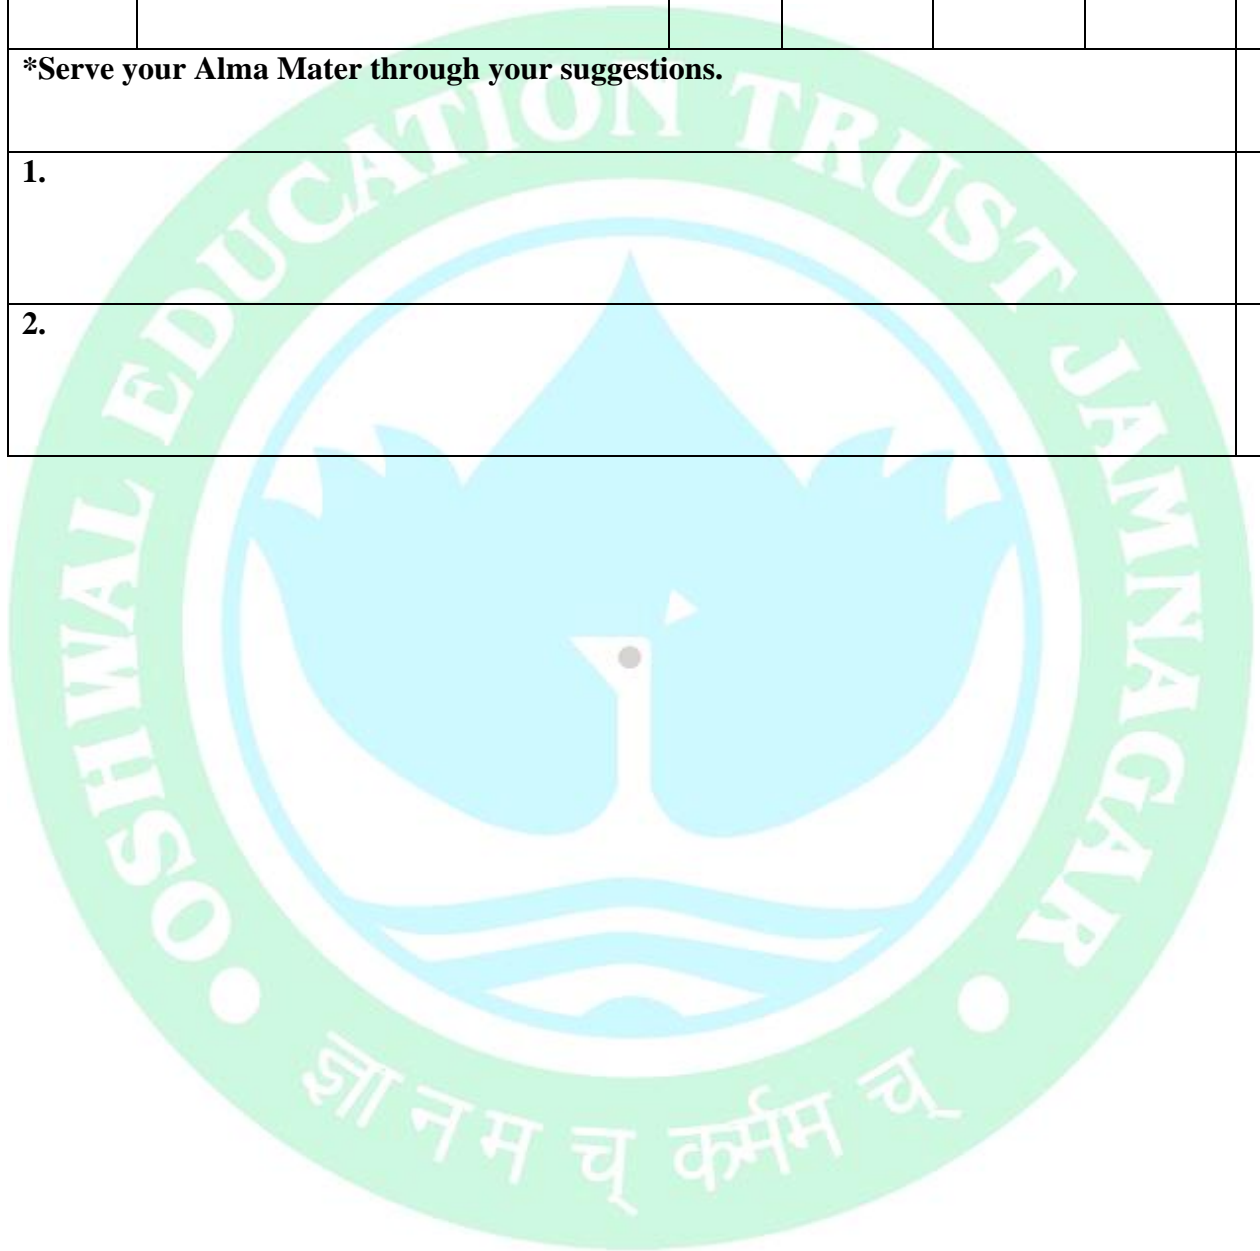 *Serve your Alma Mater through your suggestions.
1.
2.
OSHWAL EDUCATION TRUST JAMNAGAR
ज्ञानम च् कर्मम च्